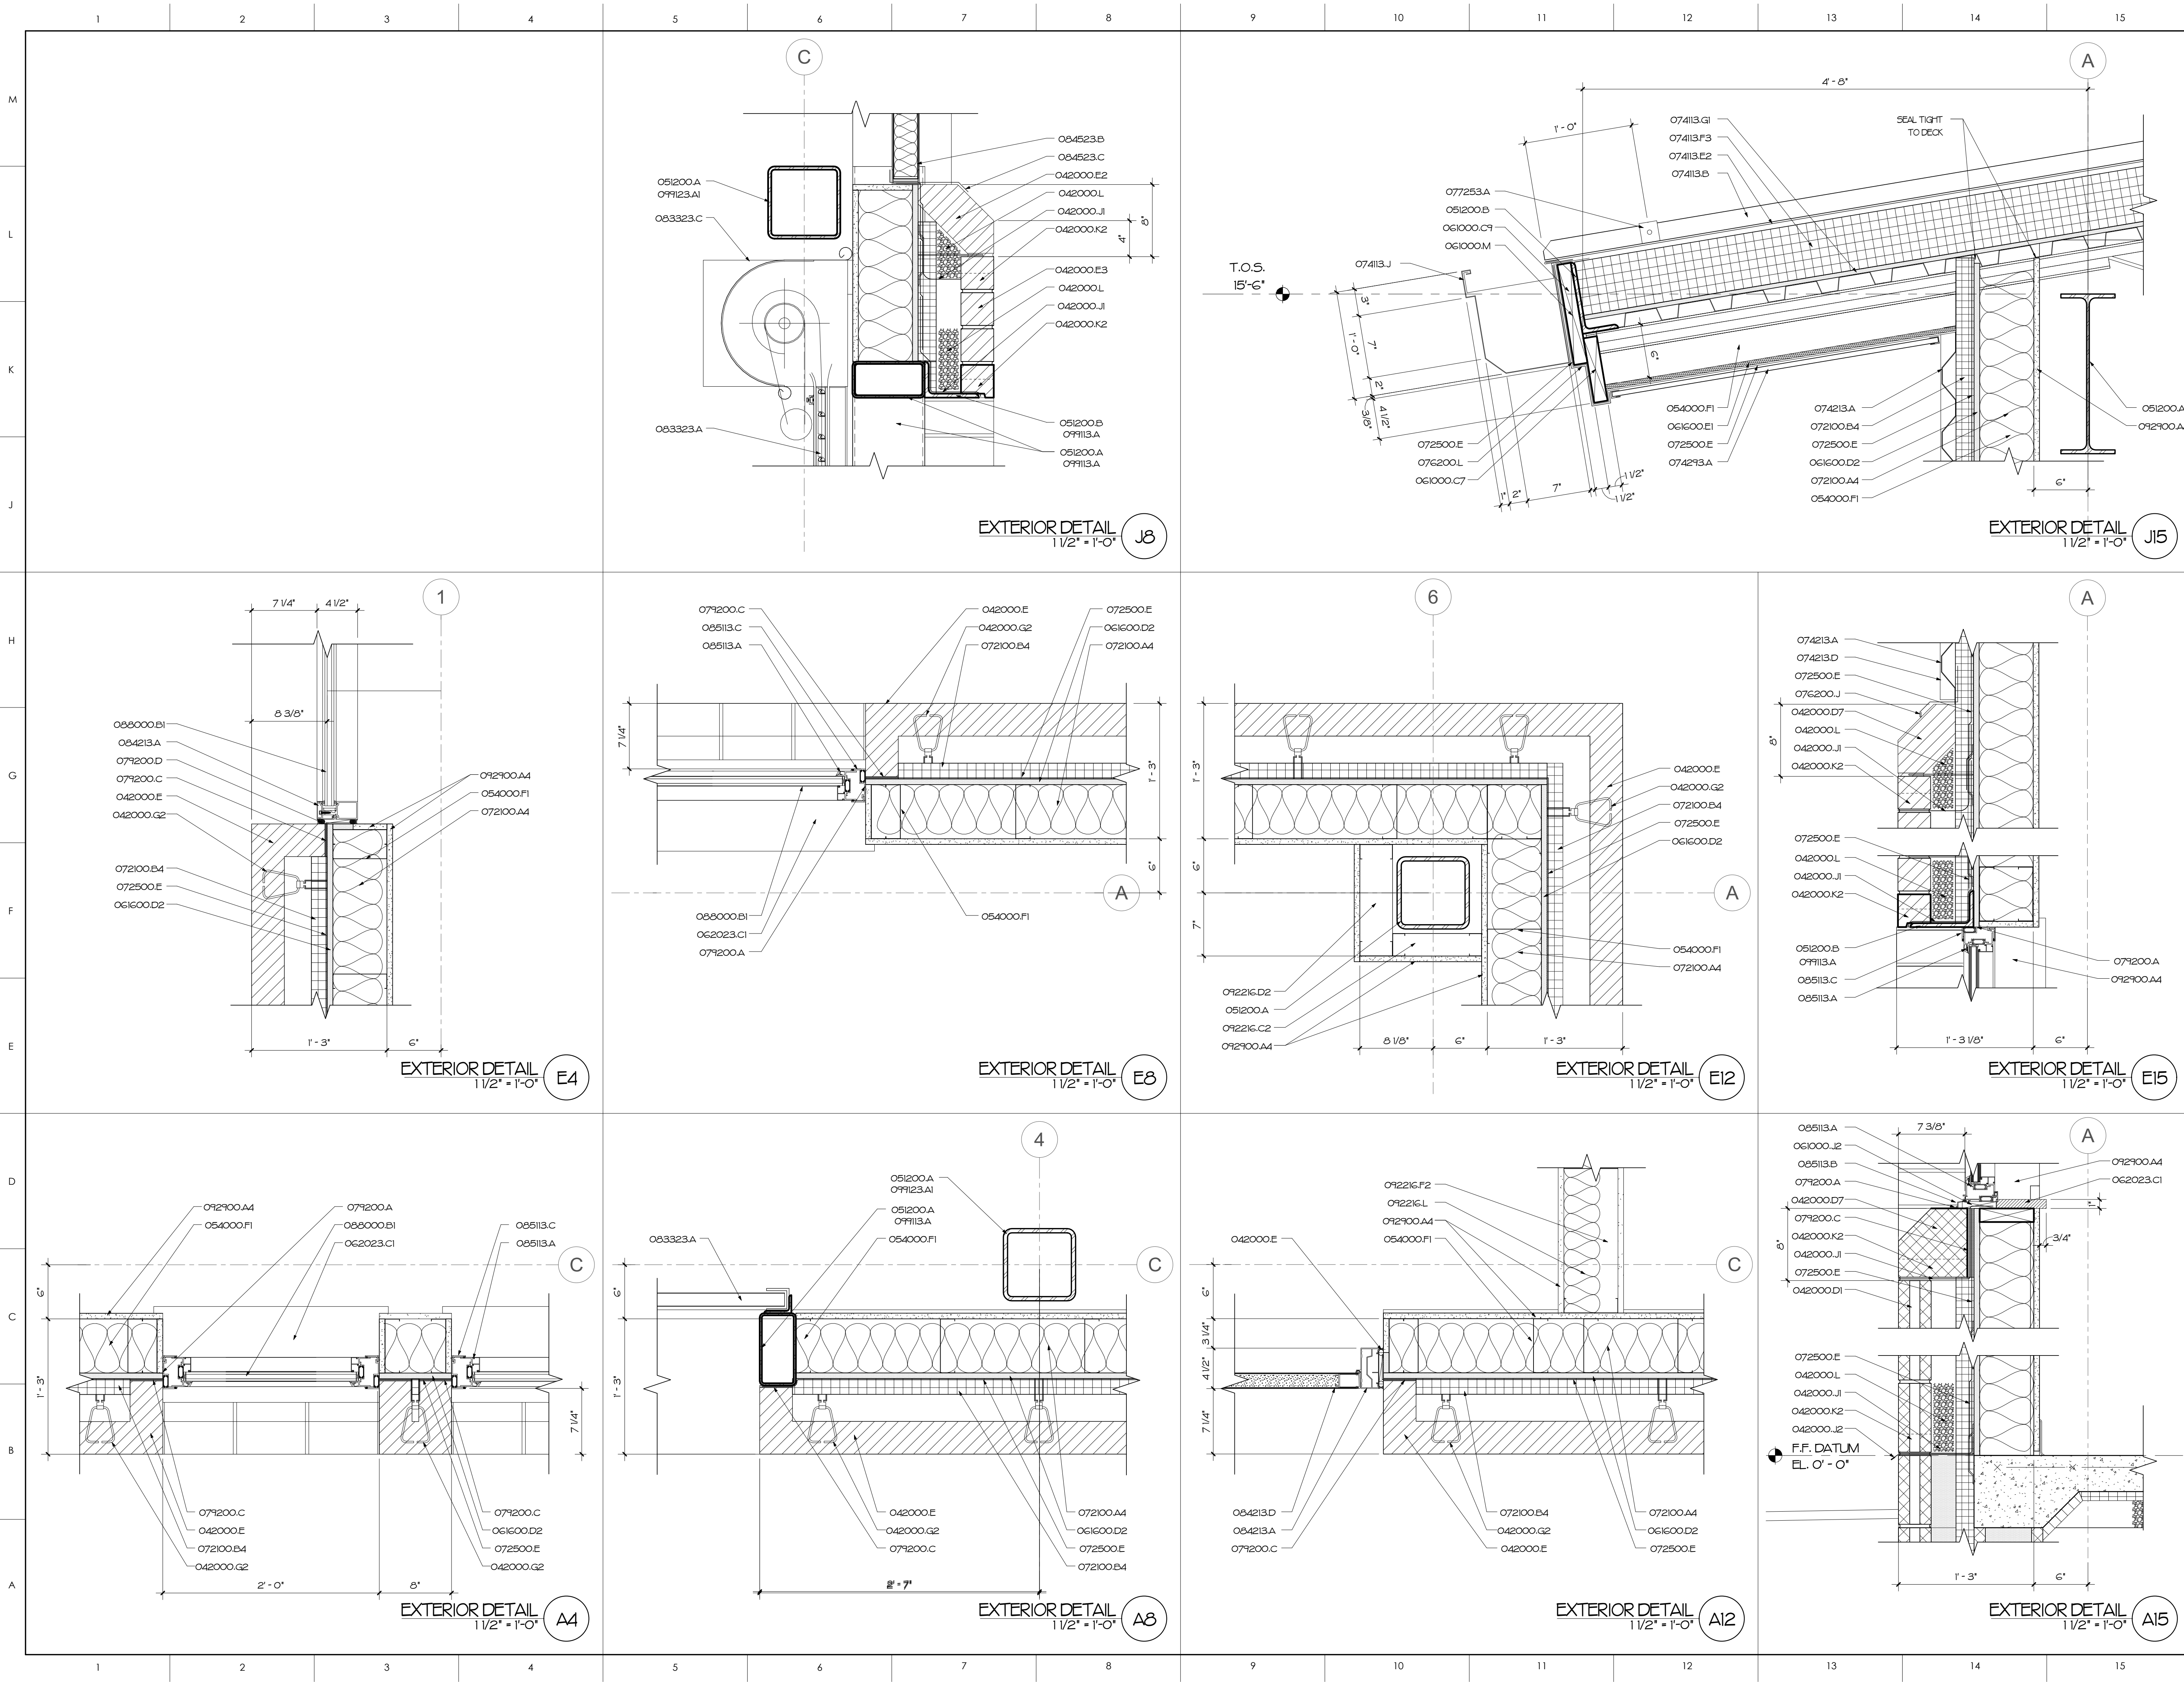 1 2 3 4 5 6 7 8 9 10 11 12 13 14 15
M
L
K
J
H
G
F
E
D
C
B
A
C
051200.A
099123.A1
083323.C
083323.A
084523.B
084523.C
042000.E2
042000.L
042000.J1
042000.K2
042000.E3
042000.L
042000.J1
042000.K2
051200.B
099113.A
051200.A
099113.A
8"
4"
EXTERIOR DETAIL
1 1/2" = 1'-0"
J8
A
4' - 8"
1' - 0"
074113.G1
074113.F3
074113.E2
074113.B
SEAL TIGHT
TO DECK
077253.A
051200.B
061000.C9
061000.M
074113.J
T.O.S.
15'-6"
3"
7"
1' - 0"
2"
4 1/2"
3/8"
6"
072500.E
076200.L
061000.C7
1"
2"
7"
1 1/2"
1 1/2"
054000.F1
061600.E1
072500.E
074293.A
074213.A
072100.B4
072500.E
061600.D2
072100.A4
054000.F1
051200.A
092900.A
6"
EXTERIOR DETAIL
1 1/2" = 1'-0"
J15
1
7 1/4"
4 1/2"
8 3/8"
088000.B1
084213.A
079200.D
079200.C
042000.E
042000.G2
072100.B4
072500.E
061600.D2
092900.A4
054000.F1
072100.A4
1' - 3"
6"
EXTERIOR DETAIL
1 1/2" = 1'-0"
E4
079200.C
085113.C
085113.A
042000.E
042000.G2
072100.B4
072500.E
061600.D2
072100.A4
7 1/4"
1' - 3"
6"
A
088000.B1
062023.C1
079200.A
054000.F1
EXTERIOR DETAIL
1 1/2" = 1'-0"
E8
6
1' - 3"
6"
7"
042000.E
042000.G2
072100.B4
072500.E
061600.D2
A
054000.F1
072100.A4
092216.D2
051200.A
092216.C2
092900.A4
8 1/8"
6"
1' - 3"
EXTERIOR DETAIL
1 1/2" = 1'-0"
E12
A
074213.A
074213.D
072500.E
076200.J
042000.D7
042000.L
042000.J1
042000.K2
8"
072500.E
042000.L
042000.J1
042000.K2
051200.B
099113.A
085113.C
085113.A
079200.A
092900.A4
1' - 3 1/8"
6"
EXTERIOR DETAIL
1 1/2" = 1'-0"
E15
092900.A4
054000.F1
079200.A
088000.B1
062023.C1
085113.C
085113.A
C
6"
1' - 3"
7 1/4"
079200.C
042000.E
072100.B4
042000.G2
079200.C
061600.D2
072500.E
042000.G2
2' - 0"
8"
EXTERIOR DETAIL
1 1/2" = 1'-0"
A4
4
051200.A
099123.A1
051200.A
099113.A
054000.F1
083323.A
C
6"
1' - 3"
042000.E
042000.G2
079200.C
072100.A4
061600.D2
072500.E
072100.B4
2' - 7"
EXTERIOR DETAIL
1 1/2" = 1'-0"
A8
092216.F2
092216.L
092900.A4
054000.F1
042000.E
C
6"
3 1/4"
4 1/2"
7 1/4"
084213.D
084213.A
079200.C
072100.B4
042000.G2
042000.E
072100.A4
061600.D2
072500.E
EXTERIOR DETAIL
1 1/2" = 1'-0"
A12
A
7 3/8"
085113.A
061000.J2
085113.B
079200.A
042000.D7
079200.C
042000.K2
042000.J1
072500.E
042000.D1
092900.A4
062023.C1
1"
3/4"
8"
072500.E
042000.L
042000.J1
042000.K2
042000.J2
F.F. DATUM
EL. 0' - 0"
1' - 3"
6"
EXTERIOR DETAIL
1 1/2" = 1'-0"
A15
1 2 3 4 5 6 7 8 9 10 11 12 13 14 15